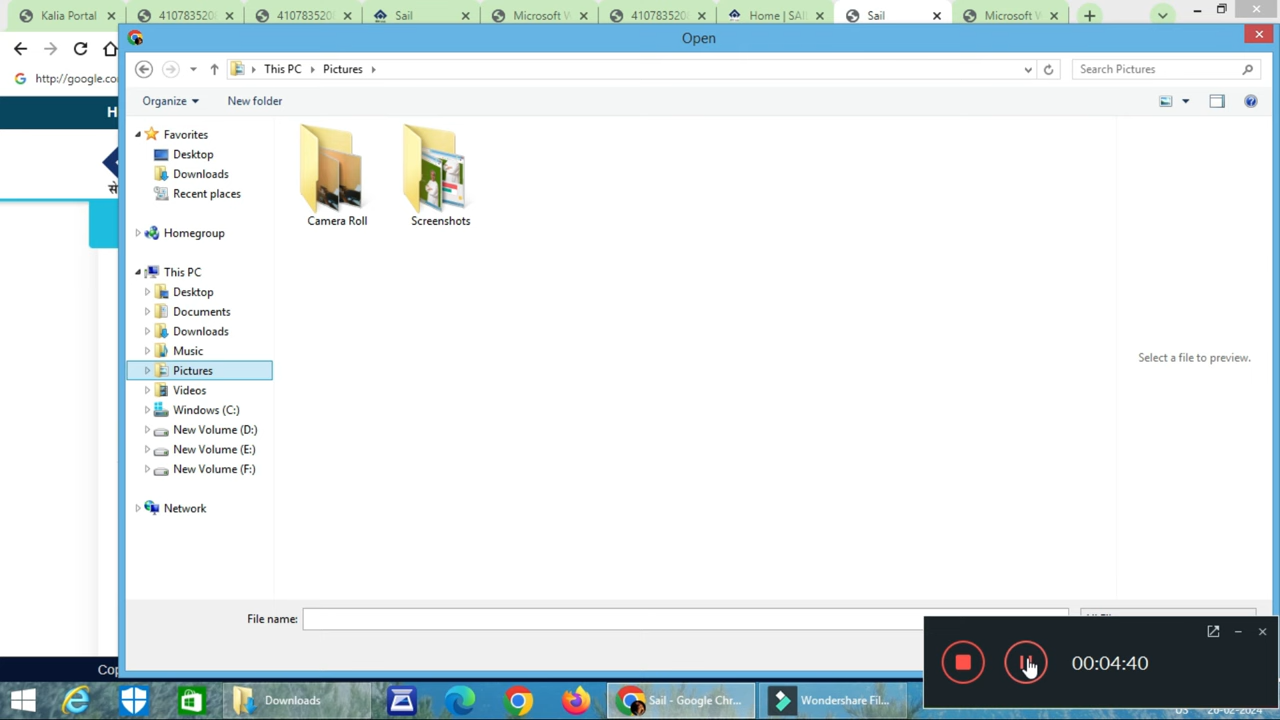 Kalia Portal
410783520
410783520
Sail
Microsoft W
410783520
Home | SAI
Sail
Microsoft W
Open
http://google.co
This PC
Pictures
Search Pictures
Organize
New folder
H
Favorites
Desktop
Downloads
Recent places
Homegroup
This PC
Desktop
Documents
Downloads
Music
Pictures
Videos
Windows (C:)
New Volume (D:)
New Volume (E:)
New Volume (F:)
Network
Camera Roll
Screenshots
Select a file to preview.
से
File name:
00:04:40
Cop
Downloads
Sail - Google Chr...
Wondershare Fil...